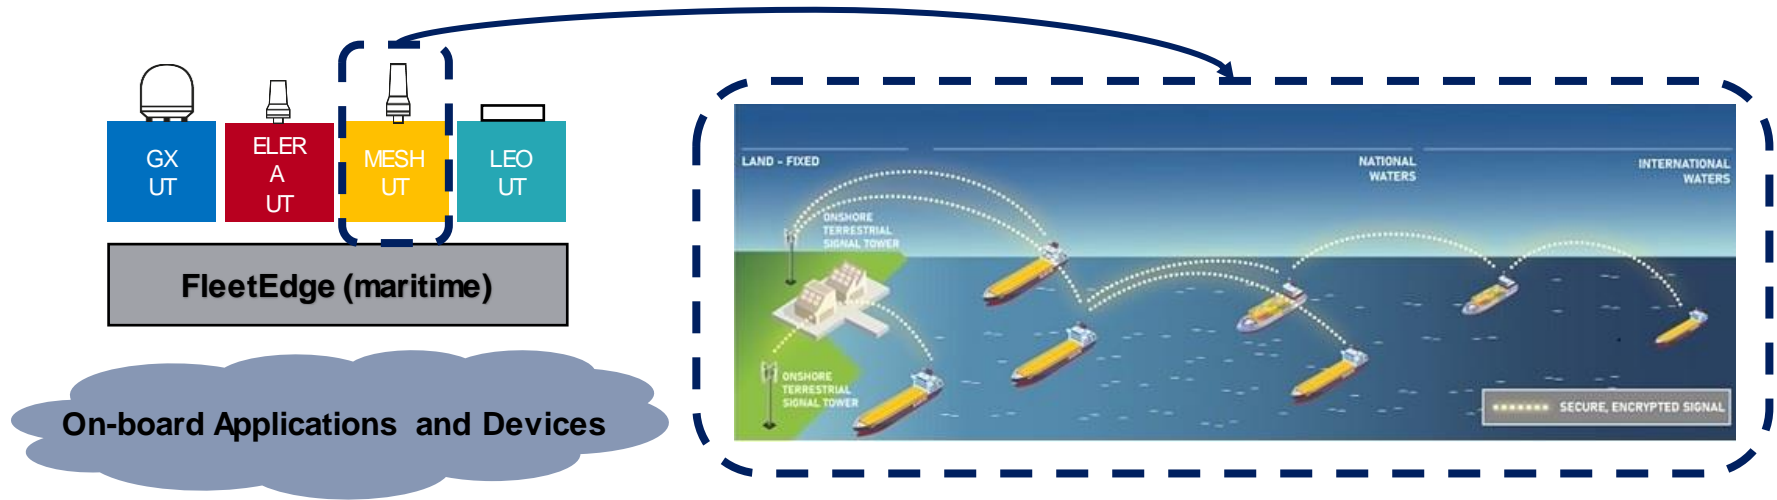 GX
UT
ELER
A
UT
MESH
UT
LEO
UT
FleetEdge (maritime)
On-board Applications and Devices
LAND – FIXED
NATIONAL
WATERS
INTERNATIONAL
WATERS
ONSHORE
TERRESTRIAL
SIGNAL TOWER
ONSHORE
TERRESTRIAL
SIGNAL TOWER
SECURE, ENCRYPTED SIGNAL